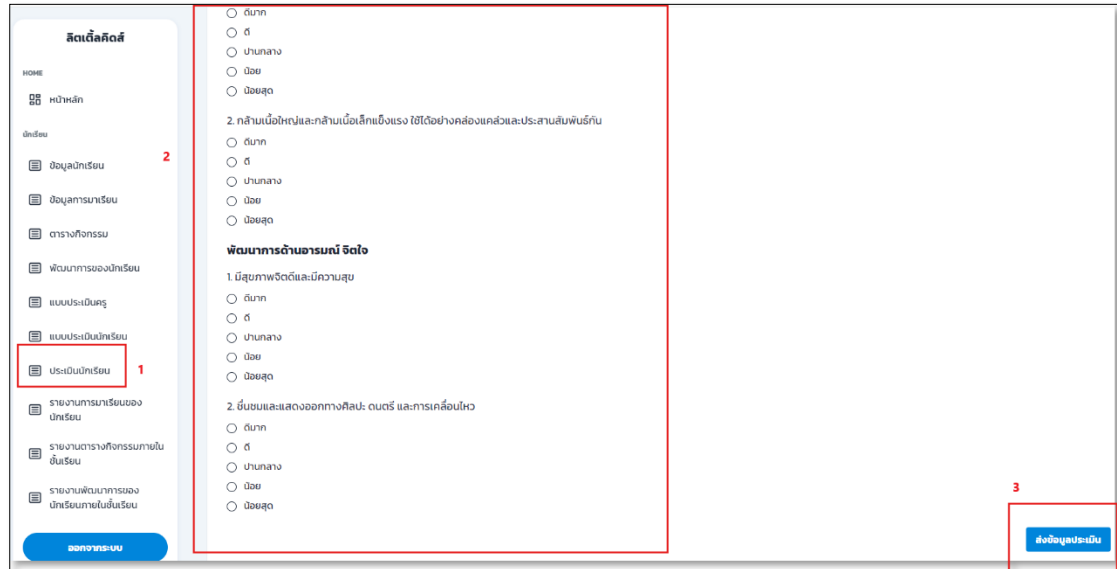 ลิตเติ้ลคิดส์
HOME
หน้าหลัก
นักเรียน
2
ข้อมูลนักเรียน
ข้อมูลการมาเรียน
ตารางกิจกรรม
พัฒนาการของนักเรียน
แบบประเมินครู
แบบประเมินนักเรียน
ประเมินนักเรียน
1
รายงานการมาเรียนของ
นักเรียน
รายงานตารางกิจกรรมภายใน
ชั้นเรียน
รายงานพัฒนาการของ
นักเรียนภายในชั้นเรียน
ออกจากระบบ
ดีมาก
ดี
ปานกลาง
น้อย
น้อยสุด
2. กล้ามเนื้อใหญ่และกล้ามเนื้อเล็กแข็งแรง ใช้ได้อย่างคล่องแคล่วและประสานสัมพันธ์กัน
ดีมาก
ดี
ปานกลาง
น้อย
น้อยสุด
พัฒนาการด้านอารมณ์ จิตใจ
1. มีสุขภาพจิตดีและมีความสุข
ดีมาก
ดี
ปานกลาง
น้อย
น้อยสุด
2. ชื่นชมและแสดงออกทางศิลปะ ดนตรี และการเคลื่อนไหว
ดีมาก
ดี
ปานกลาง
น้อย
น้อยสุด
3
ส่งข้อมูลประเมิน